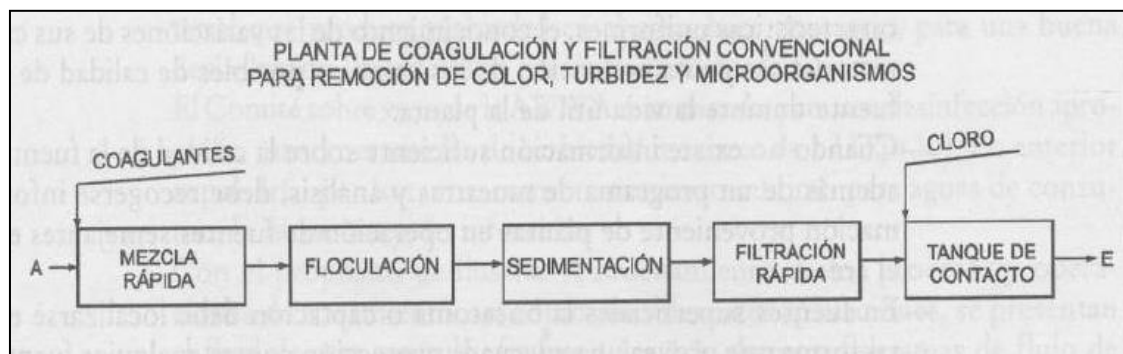 PLANTA DE COAGULACIÓN Y FILTRACIÓN CONVENCIONAL
PARA REMOCIÓN DE COLOR, TURBIDEZ Y MICROORGANISMOS
COAGULANTES
CLORO
A
MEZCLA
RÁPIDA
FLOCULACIÓN
SEDIMENTACIÓN
FILTRACIÓN
RÁPIDA
TANQUE DE
CONTACTO
E